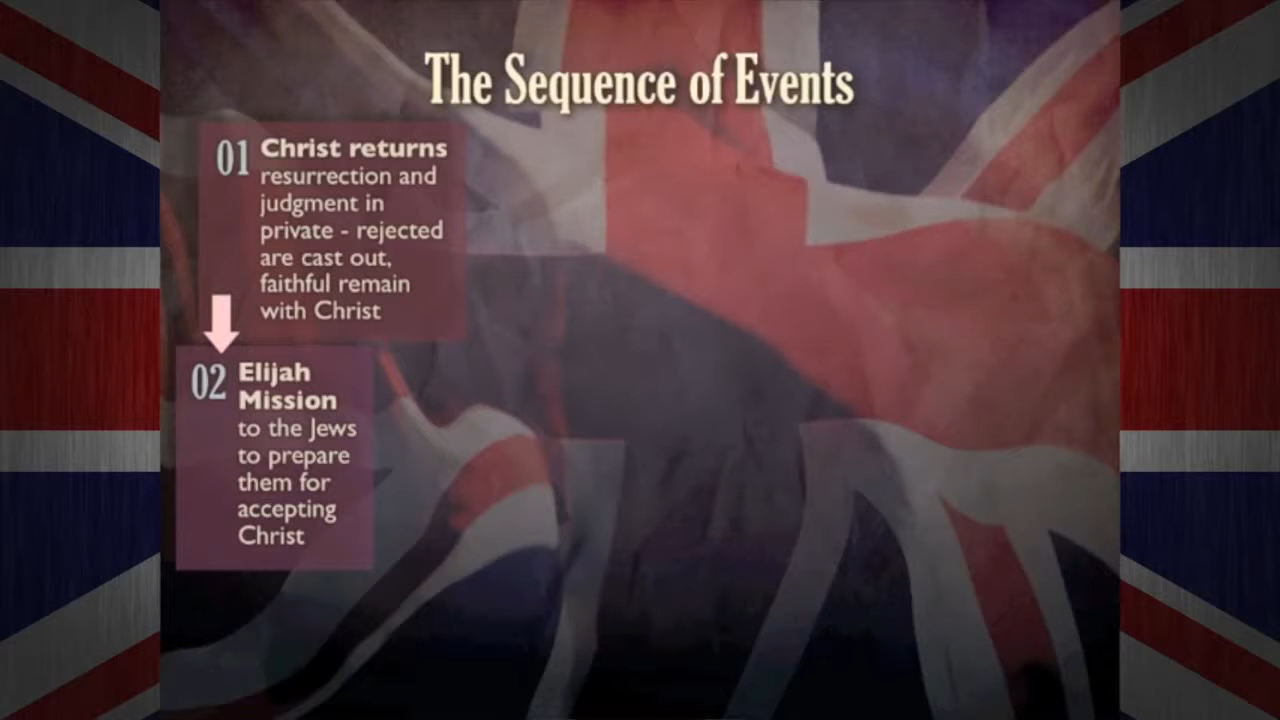 The Sequence of Events
01 Christ returns
resurrection and
judgment in
private - rejected
are cast out,
faithful remain
with Christ
02 Elijah
Mission
to the Jews
to prepare
them for
accepting
Christ